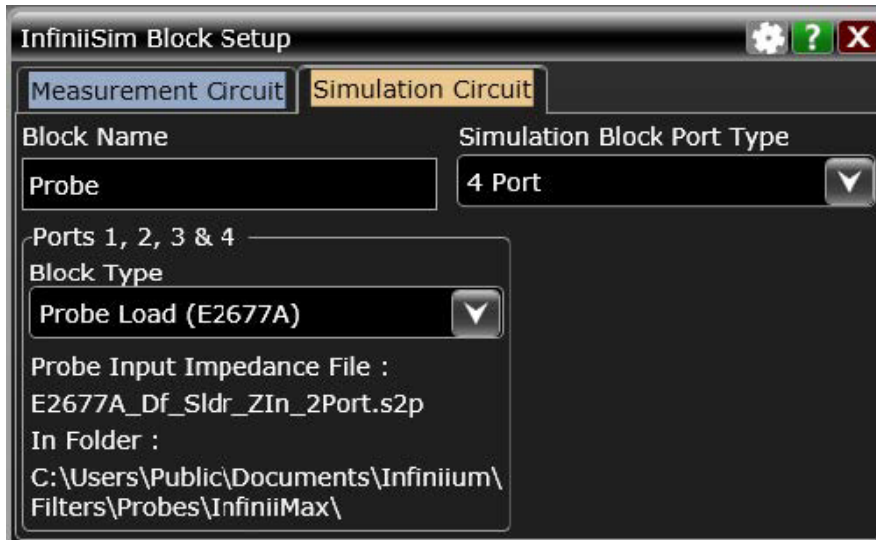 InfiniiSim Block Setup
?
X
Measurement Circuit
Simulation Circuit
Block Name
Simulation Block Port Type
Probe
4 Port
Ports 1, 2, 3 & 4
Block Type
Probe Load (E2677A)
Probe Input Impedance File :
E2677A_Df_Sldr_ZIn_2Port.s2p
In Folder :
C:\Users\Public\Documents\Infiniium\
Filters\Probes\InfiniiMax\